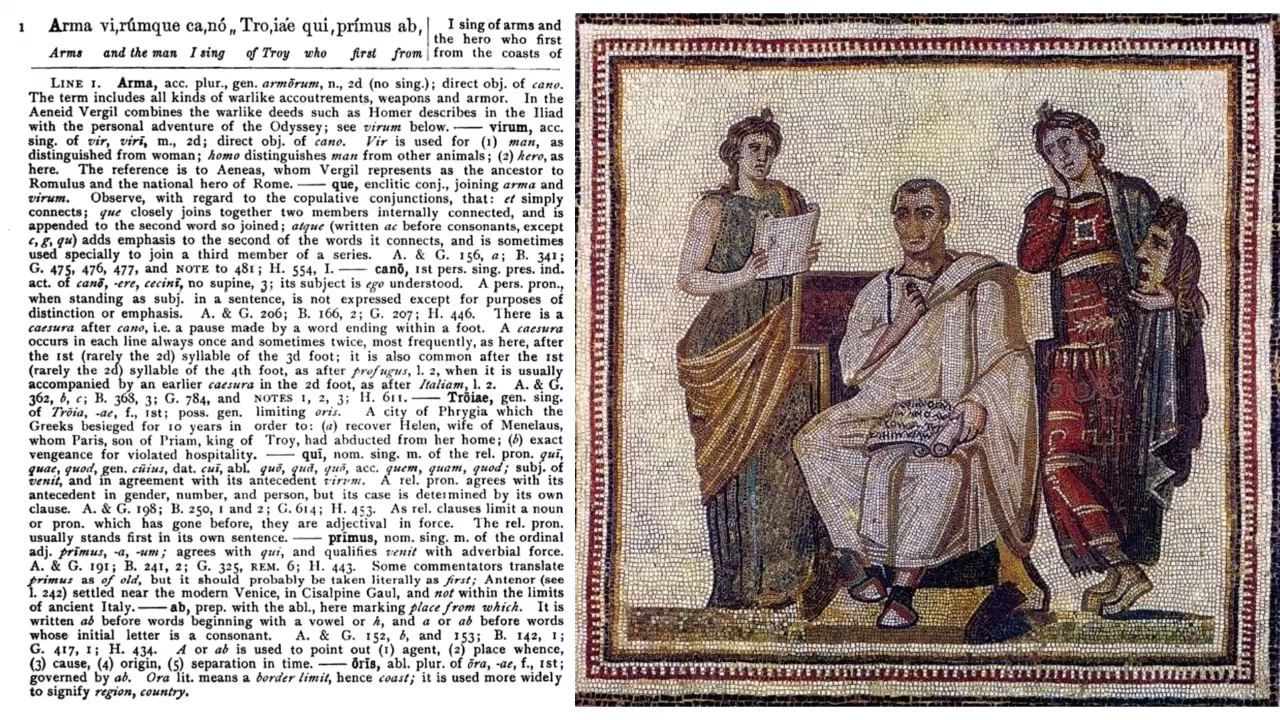 1 Arma vi,rúmque ca,nó „ Tro,iaé qui,prímus ab,
Arms and the man I sing of Troy who first from
I sing of arms and
the hero who first
from the coasts of
LINE 1. Arma, acc. plur., gen. armōrum, n., 2d (no sing.); direct obj. of cano.
The term includes all kinds of warlike accoutrements, weapons and armor. In the
Aeneid Vergil combines the warlike deeds such as Homer describes in the Iliad
with the personal adventure of the Odyssey; see virum below. — virum, acc.
sing. of vir, virī, m., 2d; direct obj. of cano. Vir is used for (1) man, as
distinguished from woman; homo distinguishes man from other animals; (2) hero, as
here. The reference is to Aeneas, whom Vergil represents as the ancestor to
Romulus and the national hero of Rome. — que, enclitic conj., joining arma and
virum. Observe, with regard to the copulative conjunctions, that: et simply
connects; que closely joins together two members internally connected, and is
appended to the second word so joined; atque (written ac before consonants, except
c, g, qu) adds emphasis to the second of the words it connects, and is sometimes
used specially to join a third member of a series. A. & G. 156, a; B. 341;
G. 475, 476, 477, and NOTE to 481; H. 554, I. — canō, 1st pers. sing. pres. ind.
act. of canō, -ere, cecinī, no supine, 3; its subject is ego understood. A pers. pron.,
when standing as subj. in a sentence, is not expressed except for purposes of
distinction or emphasis. A. & G. 206; B. 166, 2; G. 207; H. 446. There is a
caesura after cano, i.e. a pause made by a word ending within a foot. A caesura
occurs in each line always once and sometimes twice, most frequently, as here, after
the 1st (rarely the 2d) syllable of the 3d foot; it is also common after the 1st
(rarely the 2d) syllable of the 4th foot, as after profugus, l. 2, when it is usually
accompanied by an earlier caesura in the 2d foot, as after Italiam, l. 2. A. & G.
362, b, c; B. 368, 3; G. 784, and NOTES 1, 2, 3; H. 611. — Trōiae, gen. sing.
of Trōia, -ae, f., 1st; poss. gen. limiting oris. A city of Phrygia which the
Greeks besieged for 10 years in order to: (a) recover Helen, wife of Menelaus,
whom Paris, son of Priam, king of Troy, had abducted from her home; (b) exact
vengeance for violated hospitality. — quī, nom. sing. m. of the rel. pron. quī,
quae, quod, gen. cūius, dat. cuī, abl. quō, quā, quō, acc. quem, quam, quod; subj. of
venit, and in agreement with its antecedent virum. A rel. pron. agrees with its
antecedent in gender, number, and person, but its case is determined by its own
clause. A. & G. 198; B. 250, 1 and 2; G. 614; H. 453. As rel. clauses limit a noun
or pron. which has gone before, they are adjectival in force. The rel. pron.
usually stands first in its own sentence. — prīmus, nom. sing. m. of the ordinal
adj. prīmus, -a, -um; agrees with qui, and qualifies venit with adverbial force.
A. & G. 191; B. 241, 2; G. 325, REM. 6; H. 443. Some commentators translate
primus as of old, but it should probably be taken literally as first; Antenor (see
l. 242) settled near the modern Venice, in Cisalpine Gaul, and not within the limits
of ancient Italy. — ab, prep. with the abl., here marking place from which. It is
written ab before words beginning with a vowel or h, and a or ab before words
whose initial letter is a consonant. A. & G. 152, b, and 153; B. 142, 1;
G. 417, 1; H. 434. A or ab is used to point out (1) agent, (2) place whence,
(3) cause, (4) origin, (5) separation in time. — ōrīs, abl. plur. of ōra, -ae, f., 1st;
governed by ab. Ora lit. means a border limit, hence coast; it is used more widely
to signify region, country.